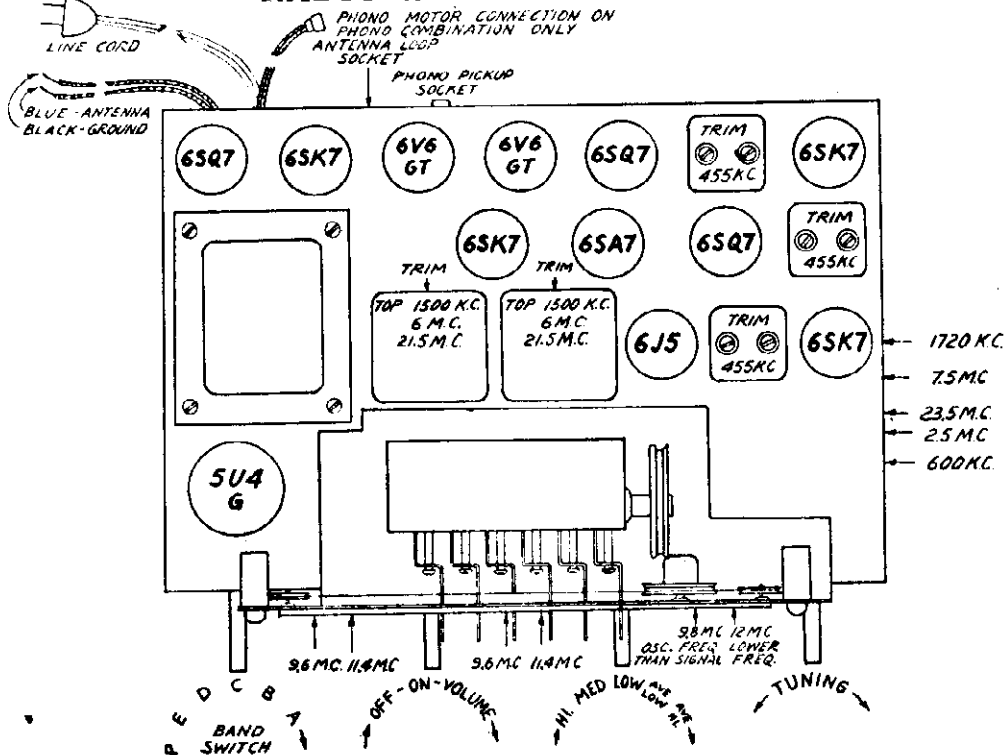 PHONO MOTOR CONNECTION ON
PHONO COMBINATION ONLY
LINE CORD
ANTENNA LOOP
SOCKET
PHONO PICKUP
SOCKET
BLUE-ANTENNA
BLACK-GROUND
6SQ7
6SK7
6V6
GT
6V6
GT
6SQ7
TRIM
455KC
6SK7
6SK7
6SA7
6SQ7
TRIM
455KC
TRIM
TRIM
TOP 1500 K.C.
6 M.C.
21.5 M.C.
TOP 1500 K.C.
6 M.C.
21.5 M.C.
6J5
TRIM
455KC
6SK7
1720 K.C.
7.5 M.C
23.5 M.C.
2.5 M.C
600 K.C.
5U4
G
9.6 M.C. 11.4 M.C
9.6 M.C 11.4 M.C
9.8 M.C 12 M.C
OSC. FREQ. LOWER
THAN SIGNAL FREQ.
P E D C B A
BAND
SWITCH
OFF-ON-VOLUME
HI. MED LOW AVE LOW AVE HI.
TUNING